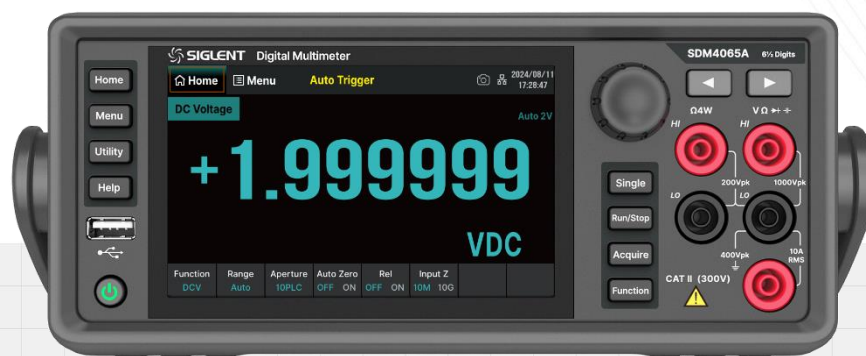 SIGLENT Digital Multimeter
SDM4065A 6½ Digits
Home
Menu
Utility
Help
Home Menu Auto Trigger 2024/08/11
17:28:47
DC Voltage
Auto 2V
+1.999999
VDC
Function Range Aperture Auto Zero Rel Input Z
DCV Auto 10PLC OFF ON OFF ON 10M 10G
Single
Run/Stop
Acquire
Function
Ω4W VΩ
HI HI
200Vpk 1000Vpk
LO LO
400Vpk 10A
RMS
CAT II (300V)